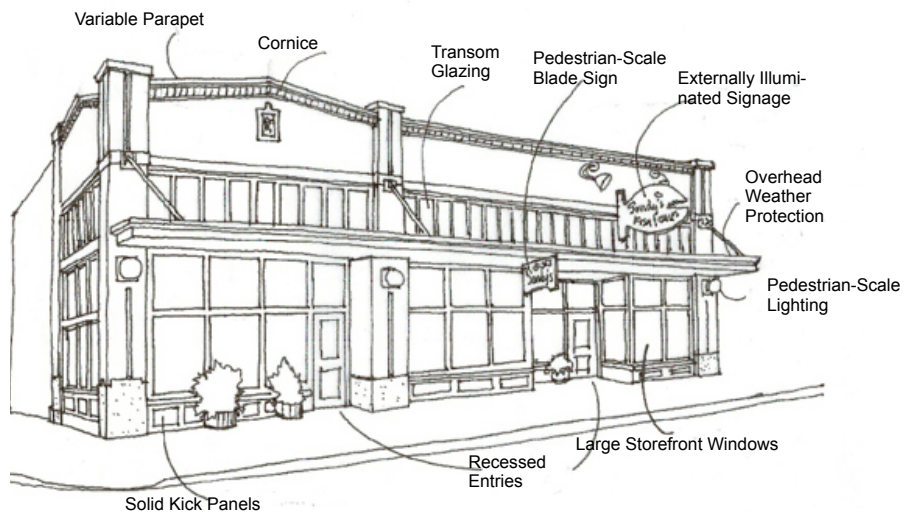 Variable Parapet
Cornice
Transom
Glazing
Pedestrian-Scale
Blade Sign
Externally Illumi-
nated Signage
Overhead
Weather
Protection
Pedestrian-Scale
Lighting
Large Storefront Windows
Recessed
Entries
Solid Kick Panels